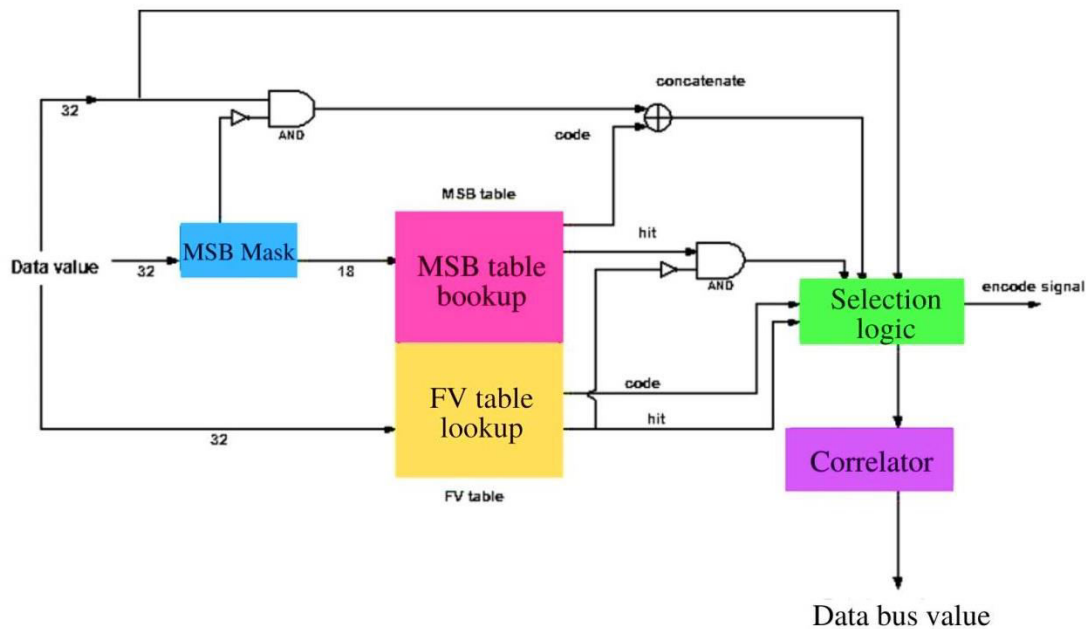 concatenate
32
AND
code
MSB table
MSB Mask
hit
Data value
32
18
MSB table
bookup
AND
encode signal
Selection
logic
code
FV table
lookup
hit
32
Correlator
FV table
Data bus value